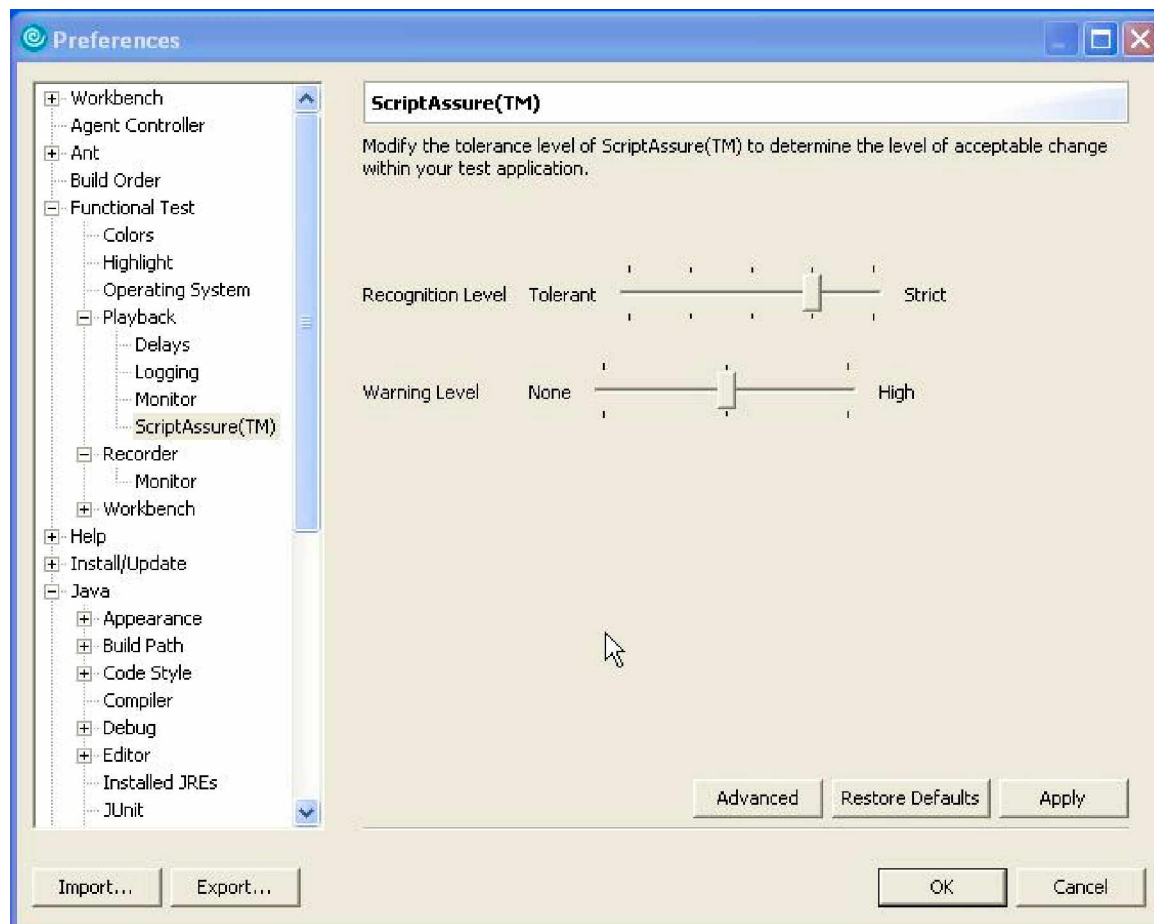 Preferences
Workbench
Agent Controller
Ant
Build Order
Functional Test
Colors
Highlight
Operating System
Playback
Delays
Logging
Monitor
ScriptAssure(TM)
Recorder
Monitor
Workbench
Help
Install/Update
Java
Appearance
Build Path
Code Style
Compiler
Debug
Editor
Installed JREs
JUnit
ScriptAssure(TM)
Modify the tolerance level of ScriptAssure(TM) to determine the level of acceptable change
within your test application.
Recognition Level Tolerant Strict
Warning Level None High
Advanced Restore Defaults Apply
Import... Export... OK Cancel